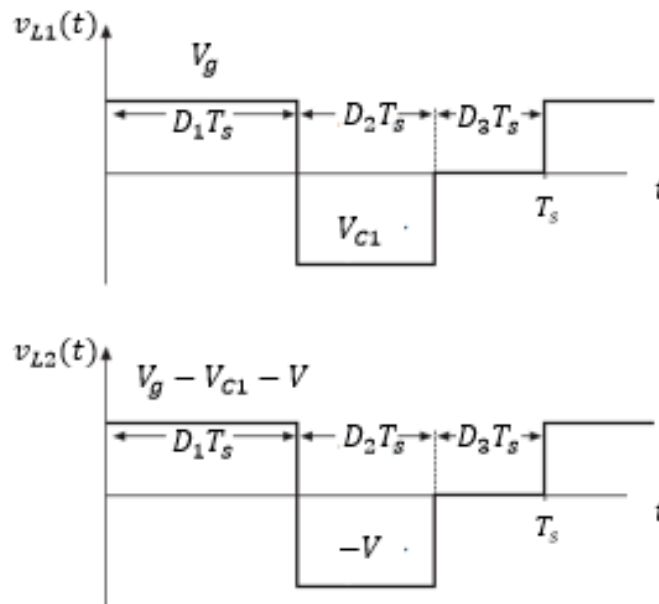 v_{L1}(t)
V_g
D_1T_s D_2T_s D_3T_s
V_{C1}
T_s
t
v_{L2}(t)
V_g − V_{C1} − V
D_1T_s D_2T_s D_3T_s
−V
T_s
t